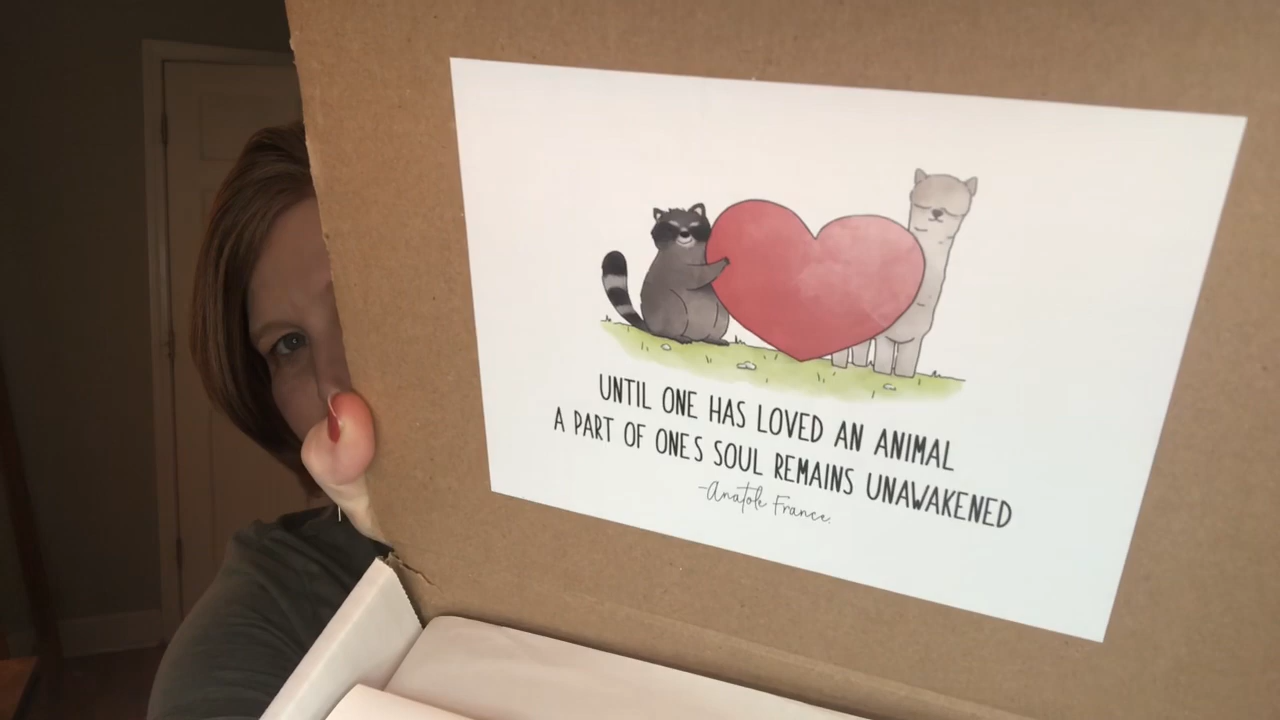 UNTIL ONE HAS LOVED AN ANIMAL
A PART OF ONES SOUL REMAINS UNAWAKENED
-Anatole France.